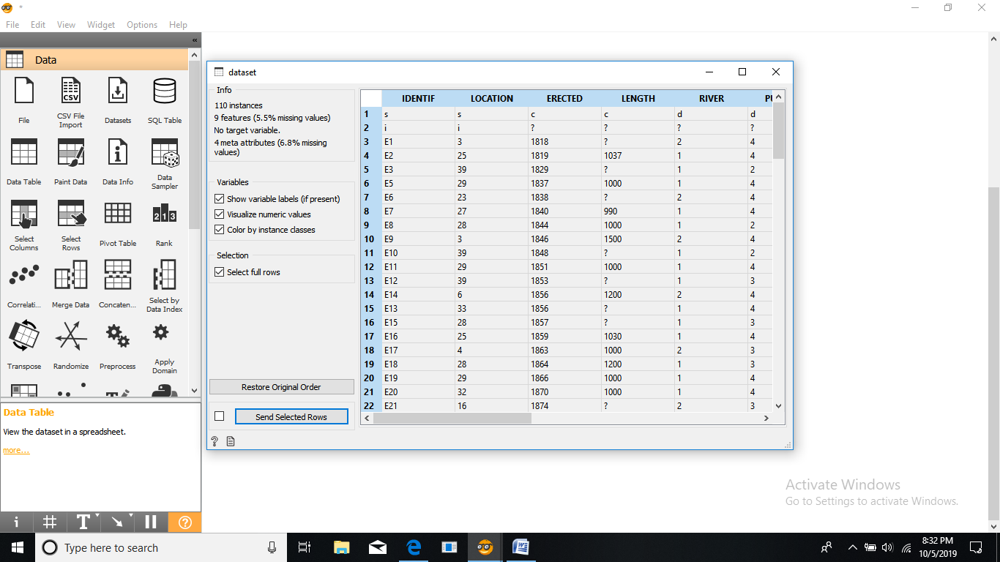 *
File Edit View Widget Options Help
«
Data
File
CSV
CSV File
Import
Datasets
SQL Table
Data Table
Paint Data
Data Info
Data
Sampler
Select
Columns
Select
Rows
Pivot Table
2 1 3
Rank
Correlati...
Merge Data
Concaten...
Select by
Data Index
Transpose
Randomize
Preprocess
Apply
Domain
Data Table
View the dataset in a spreadsheet.
more...
dataset
Info
110 instances
9 features (5.5% missing values)
No target variable.
4 meta attributes (6.8% missing
values)
Variables
Show variable labels (if present)
Visualize numeric values
Color by instance classes
Selection
Select full rows
Restore Original Order
Send Selected Rows
?
IDENTIF LOCATION ERECTED LENGTH RIVER
1 s s c c d d
2 i i ? ? ? ?
3 E1 3 1818 ? 2 4
4 E2 25 1819 1037 1 4
5 E3 39 1829 ? 1 2
6 E5 29 1837 1000 1 4
7 E6 23 1838 ? 2 4
8 E7 27 1840 990 1 4
9 E8 28 1844 1000 1 2
10 E9 3 1846 1500 2 4
11 E10 39 1848 ? 1 2
12 E11 29 1851 1000 1 4
13 E12 39 1853 ? 1 3
14 E14 6 1856 1200 2 4
15 E13 33 1856 ? 1 4
16 E15 28 1857 ? 1 3
17 E16 25 1859 1030 1 4
18 E17 4 1863 1000 2 3
19 E18 28 1864 1200 1 3
20 E19 29 1866 1000 1 4
21 E20 32 1870 1000 1 4
22 E21 16 1874 ? 2 3
Activate Windows
Go to Settings to activate Windows.
i # T ?
Type here to search
8:32 PM
10/5/2019